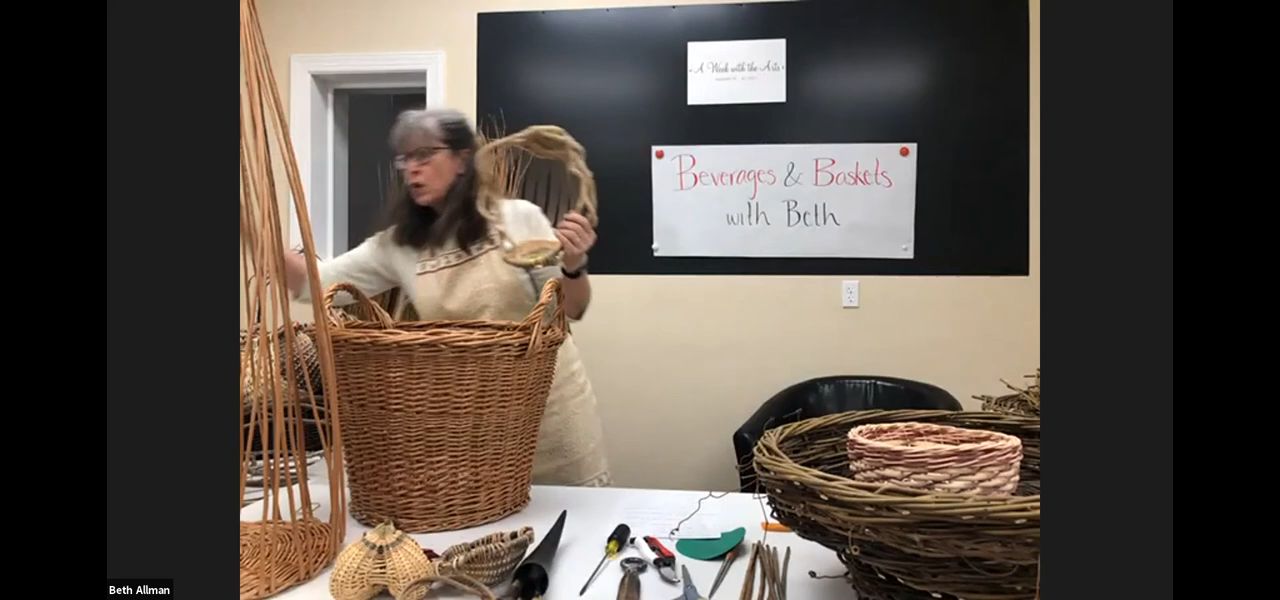 A Week with the Arts
Beverages & Baskets
with Beth
Beth Allman